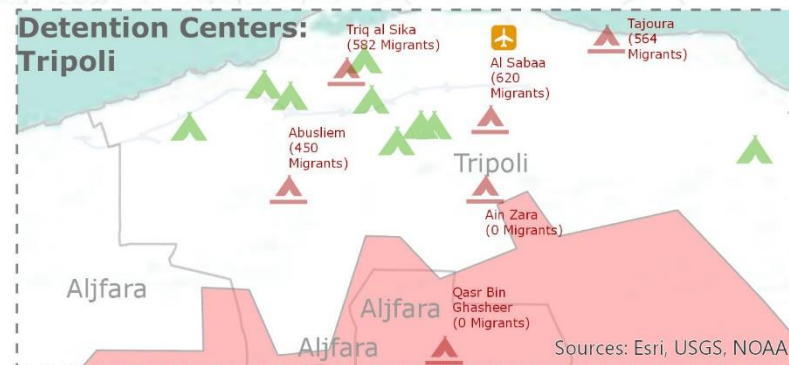 Detention Centers:
Tripoli
Triq al Sika
(582 Migrants)
Tajoura
(564
Migrants)
Al Sabaa
(620
Migrants)
Abusliem
(450
Migrants)
Tripoli
Ain Zara
(0 Migrants)
Aljfara
Qasr Bin
Ghasheer
(0 Migrants)
Aljfara
Aljfara
Sources: Esri, USGS, NOAA